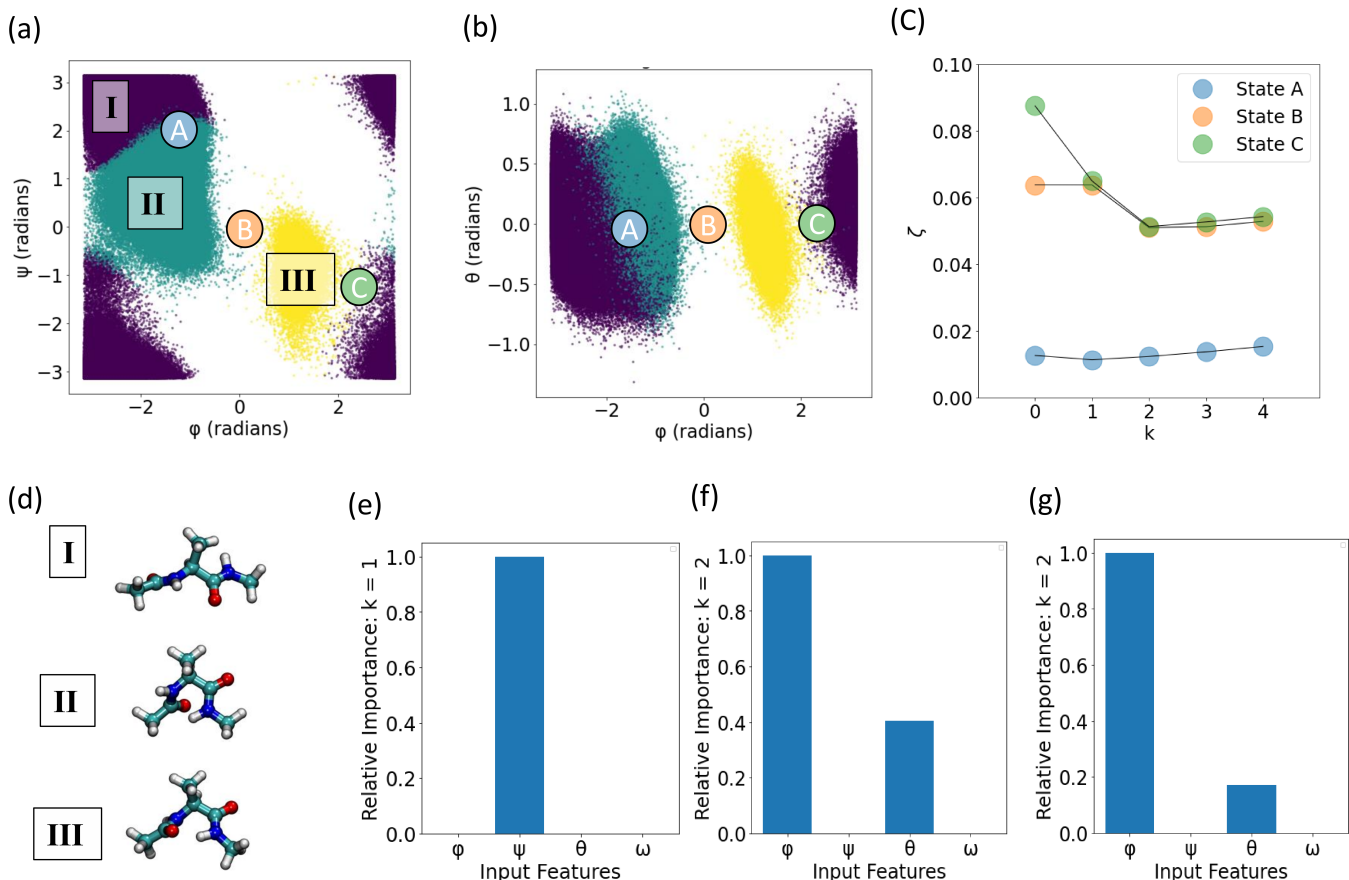 (a)
3
2
1
0
−1
−2
−3
ψ (radians)
−2
0
2
φ (radians)
I
II
III
A
B
C
(b)
1.0
0.5
0.0
−0.5
−1.0
θ (radians)
−2
0
2
φ (radians)
A
B
C
(C)
0.10
0.08
0.06
0.04
0.02
0.00
ζ
0
1
2
3
4
k
State A
State B
State C
(d)
I
II
III
(e)
Relative Importance: k = 1
1.0
0.8
0.6
0.4
0.2
0.0
φ
ψ
θ
ω
Input Features
(f)
Relative Importance: k = 2
1.0
0.8
0.6
0.4
0.2
0.0
φ
ψ
θ
ω
Input Features
(g)
Relative Importance: k = 2
1.0
0.8
0.6
0.4
0.2
0.0
φ
ψ
θ
ω
Input Features